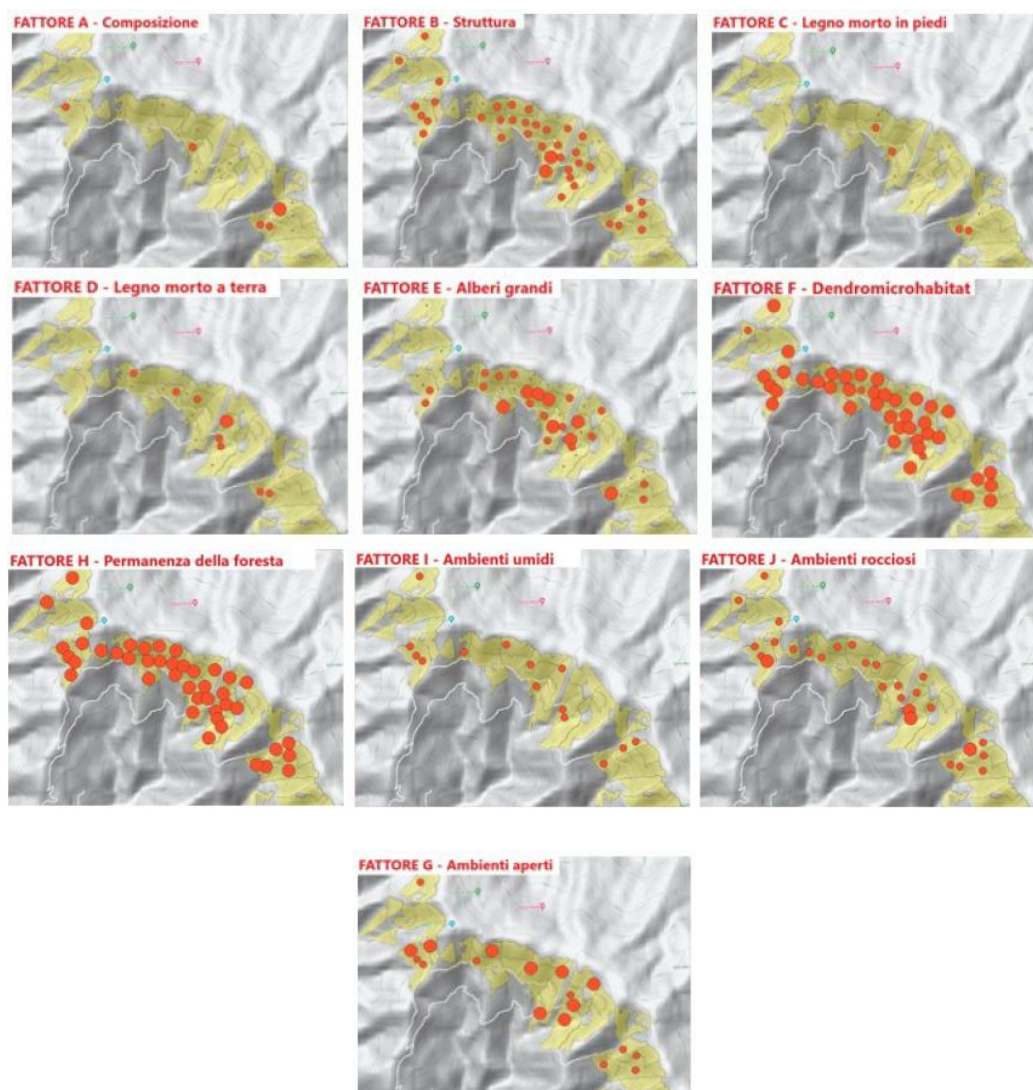 FATTORE A - Composizione
FATTORE B - Struttura
FATTORE C - Legno morto in piedi
FATTORE D - Legno morto a terra
FATTORE E - Alberi grandi
FATTORE F - Dendromicrohabitat
FATTORE H - Permanenza della foresta
FATTORE I - Ambienti umidi
FATTORE J - Ambienti rocciosi
FATTORE G - Ambienti aperti